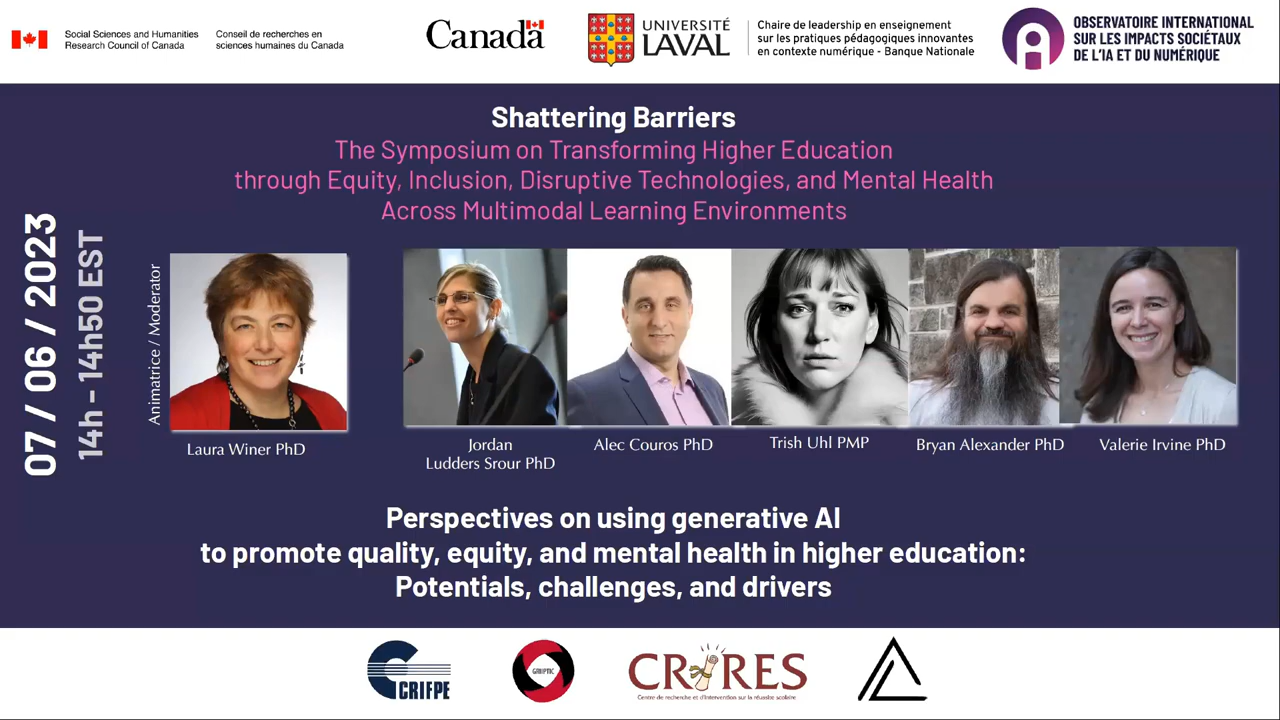 Social Sciences and Humanities
Research Council of Canada
Conseil de recherches en
sciences humaines du Canada
Canada
UNIVERSITÉ
LAVAL
Chaire de leadership en enseignement
sur les pratiques pédagogiques innovantes
en contexte numérique - Banque Nationale
OBSERVATOIRE INTERNATIONAL
SUR LES IMPACTS SOCIÉTAUX
DE L'IA ET DU NUMÉRIQUE
Shattering Barriers
The Symposium on Transforming Higher Education
through Equity, Inclusion, Disruptive Technologies, and Mental Health
Across Multimodal Learning Environments
07 / 06 / 2023
14h – 14h50 EST
Animatrice / Moderator
Laura Winer PhD
Jordan
Ludders Srour PhD
Alec Couros PhD
Trish Uhl PMP
Bryan Alexander PhD
Valerie Irvine PhD
Perspectives on using generative AI
to promote quality, equity, and mental health in higher education:
Potentials, challenges, and drivers
CRIFPE
GRIIPTIC
CRIRES
Centre de recherche et d'intervention sur la réussite scolaire